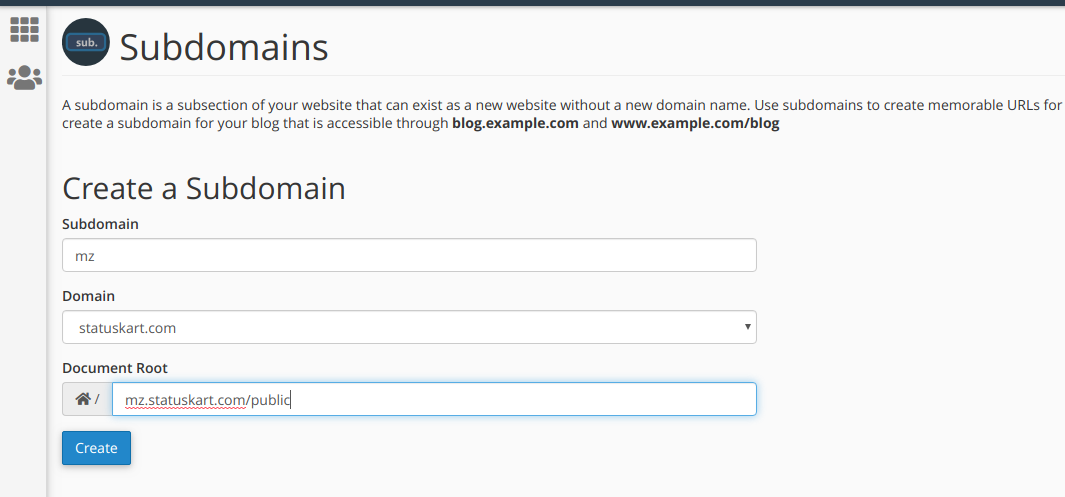 sub.
Subdomains
A subdomain is a subsection of your website that can exist as a new website without a new domain name. Use subdomains to create memorable URLs for
create a subdomain for your blog that is accessible through blog.example.com and www.example.com/blog
Create a Subdomain
Subdomain
mz
Domain
statuskart.com
Document Root
/ mz.statuskart.com/public
Create